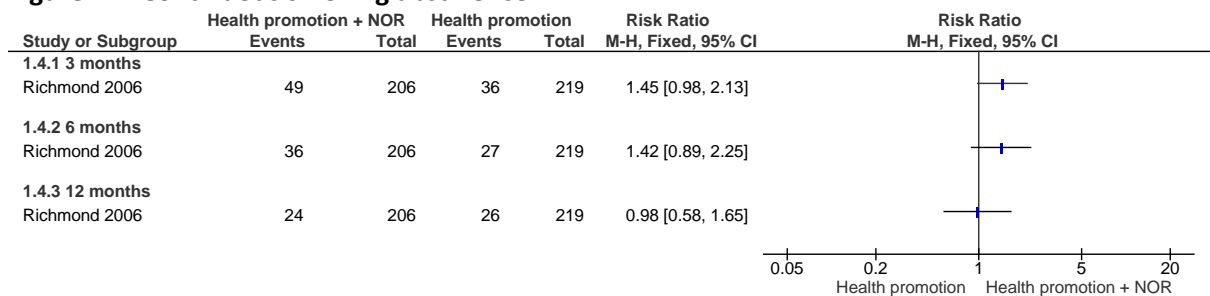 Health promotion + NOR Health promotion Risk Ratio Risk Ratio
Study or Subgroup Events Total Events Total M-H, Fixed, 95% CI M-H, Fixed, 95% CI
1.4.1 3 months
Richmond 2006 49 206 36 219 1.45 [0.98, 2.13]
1.4.2 6 months
Richmond 2006 36 206 27 219 1.42 [0.89, 2.25]
1.4.3 12 months
Richmond 2006 24 206 26 219 0.98 [0.58, 1.65]
0.05 0.2 1 5 20
Health promotion Health promotion + NOR